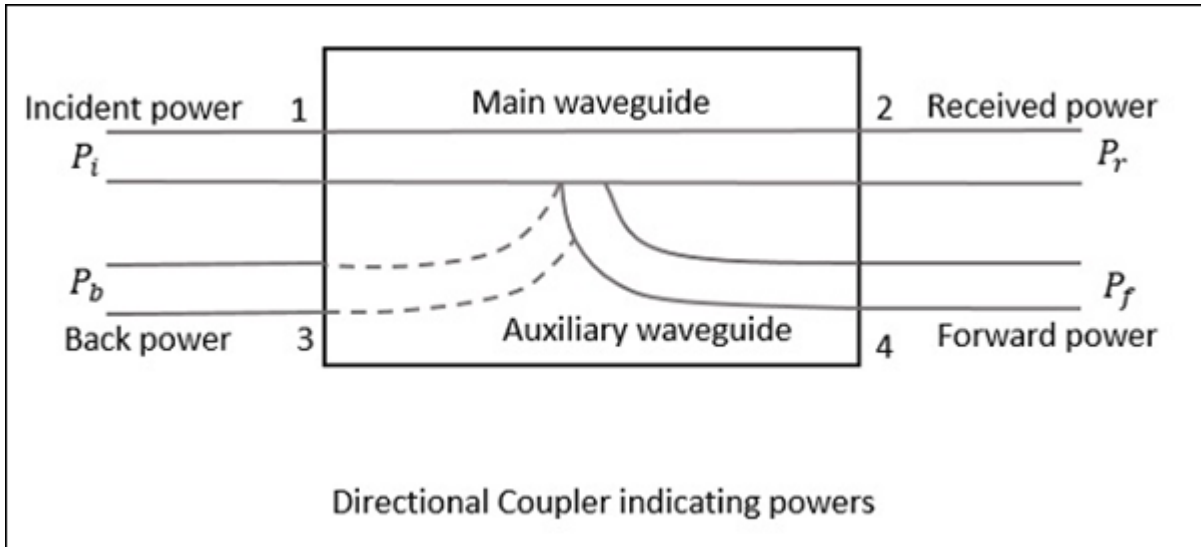 Incident power 1 Main waveguide 2 Received power
P_i P_r
P_b P_f
Back power 3 Auxiliary waveguide 4 Forward power
Directional Coupler indicating powers